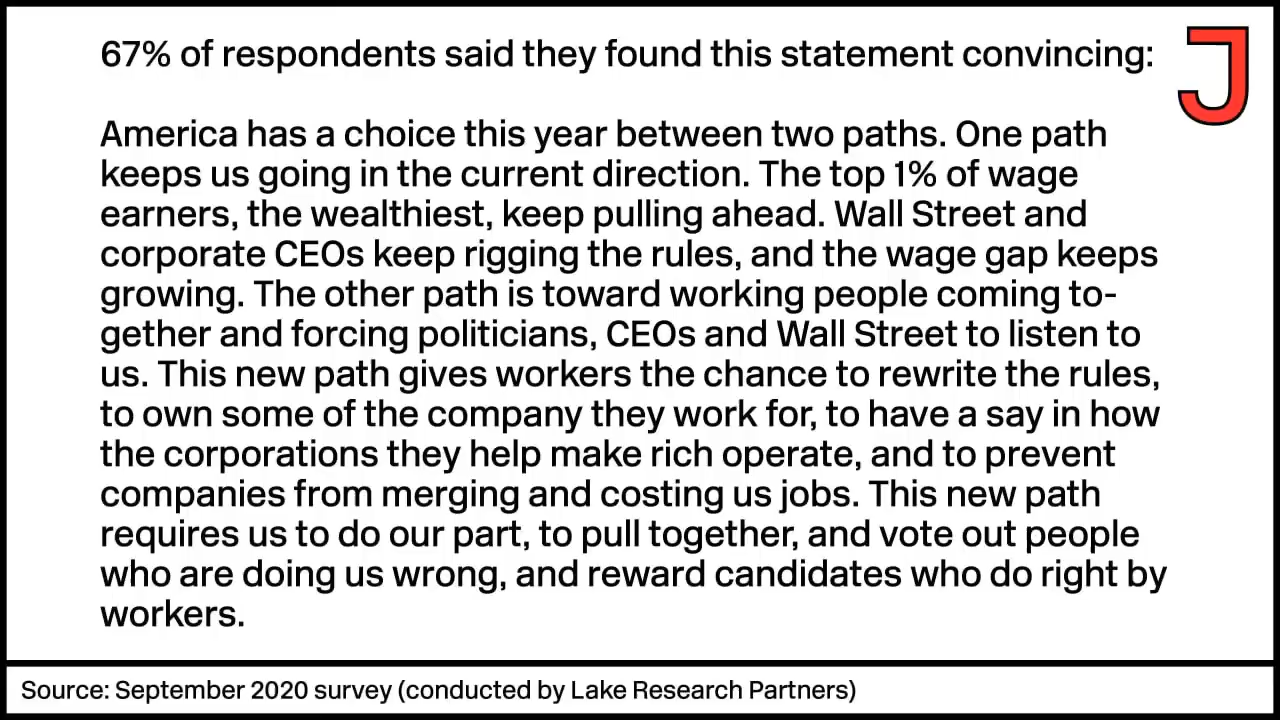 67% of respondents said they found this statement convincing:
J
America has a choice this year between two paths. One path
keeps us going in the current direction. The top 1% of wage
earners, the wealthiest, keep pulling ahead. Wall Street and
corporate CEOs keep rigging the rules, and the wage gap keeps
growing. The other path is toward working people coming to-
gether and forcing politicians, CEOs and Wall Street to listen to
us. This new path gives workers the chance to rewrite the rules,
to own some of the company they work for, to have a say in how
the corporations they help make rich operate, and to prevent
companies from merging and costing us jobs. This new path
requires us to do our part, to pull together, and vote out people
who are doing us wrong, and reward candidates who do right by
workers.
Source: September 2020 survey (conducted by Lake Research Partners)